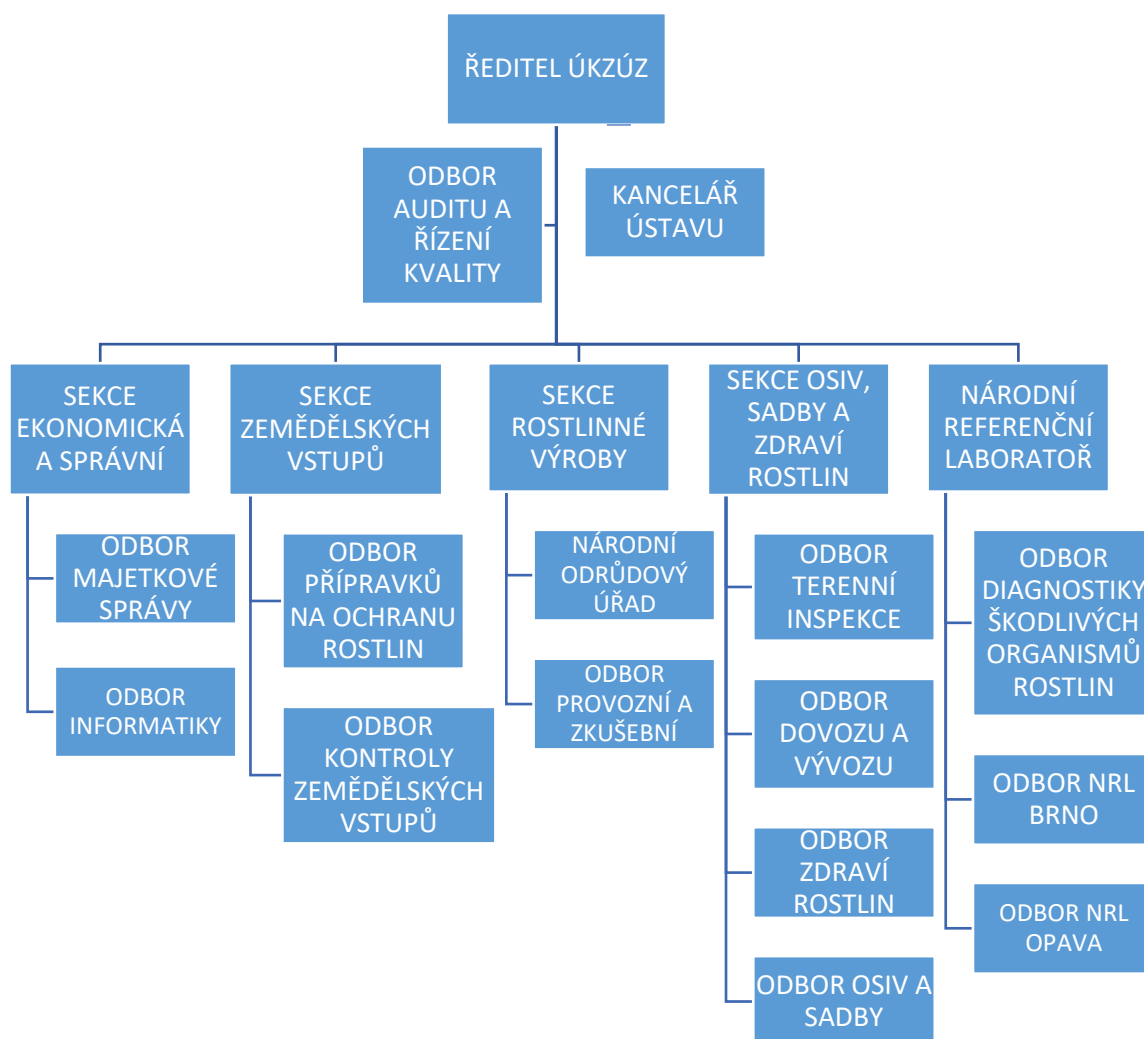 ŘEDITEL ÚKZÚZ
ODBOR
AUDITU A
ŘÍZENÍ
KVALITY
KANCELÁŘ
ÚSTAVU
SEKCE
EKONOMICKÁ
A SPRÁVNÍ
ODBOR
MAJETKOVÉ
SPRÁVY
ODBOR
INFORMATIKY
SEKCE
ZEMĚDĚLSKÝCH
VSTUPŮ
ODBOR
PŘÍPRAVKŮ
NA OCHRANU
ROSTLIN
ODBOR
KONTROLY
ZEMĚDĚLSKÝCH
VSTUPŮ
SEKCE
ROSTLINNÉ
VÝROBY
NÁRODNÍ
ODRŮDOVÝ
ÚŘAD
ODBOR
PROVOZNÍ A
ZKUŠEBNÍ
SEKCE OSIV,
SADBY A
ZDRAVÍ
ROSTLIN
ODBOR
TERENNÍ
INSPEKCE
ODBOR
DOVOZU A
VÝVOZU
ODBOR
ZDRAVÍ
ROSTLIN
ODBOR OSIV A
SADBY
NÁRODNÍ
REFERENČNÍ
LABORATOŘ
ODBOR
DIAGNOSTIKY
ŠKODLIVÝCH
ORGANISMŮ
ROSTLIN
ODBOR NRL
BRNO
ODBOR NRL
OPAVA